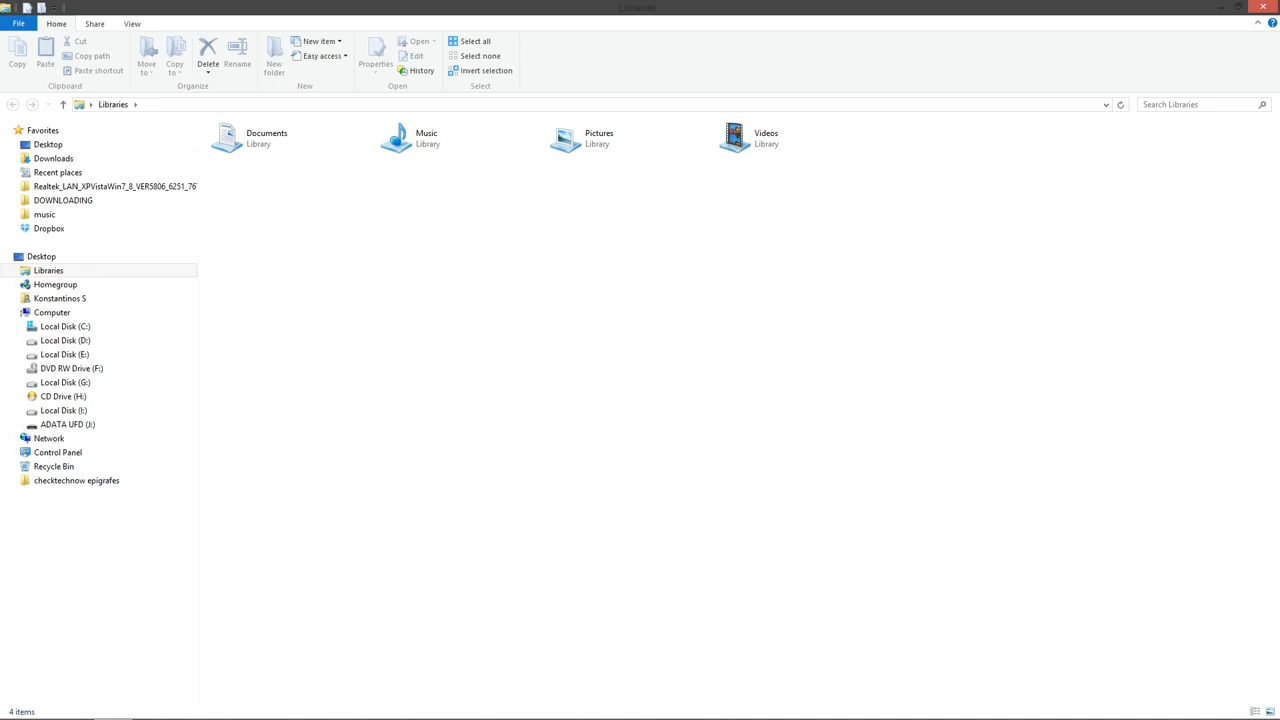 Libraries
File Home Share View
Copy
Paste
Cut
Copy path
Paste shortcut
Clipboard
Move to
Copy to
Delete
Rename
Organize
New folder
New item
Easy access
New
Properties
Open
Edit
History
Open
Select all
Select none
Invert selection
Select
Libraries
Search Libraries
Favorites
Desktop
Downloads
Recent places
Realtek_LAN_XPVistaWin7_8_VER5806_6251_76
DOWNLOADING
music
Dropbox
Desktop
Libraries
Homegroup
Konstantinos S
Computer
Local Disk (C:)
Local Disk (D:)
Local Disk (E:)
DVD RW Drive (F:)
Local Disk (G:)
CD Drive (H:)
Local Disk (I:)
ADATA UFD (J:)
Network
Control Panel
Recycle Bin
checktechnow epigrafes
Documents
Library
Music
Library
Pictures
Library
Videos
Library
4 items